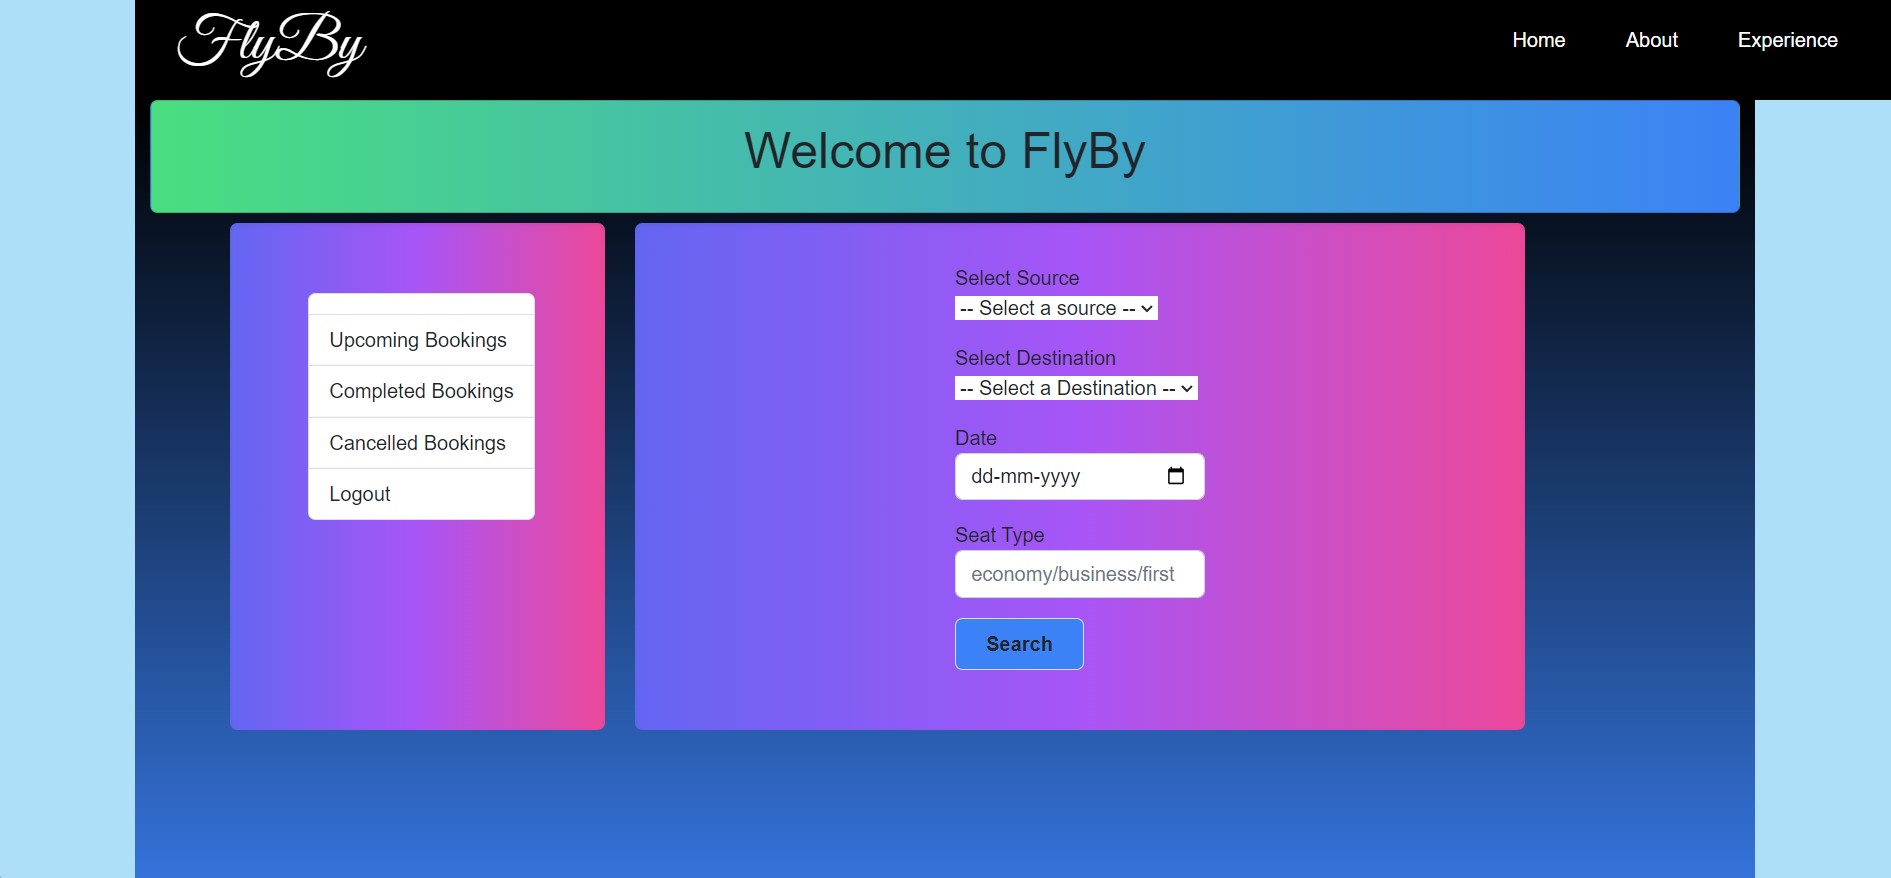 FlyBy
Home
About
Experience
Welcome to FlyBy
Upcoming Bookings
Completed Bookings
Cancelled Bookings
Logout
Select Source
-- Select a source --
Select Destination
-- Select a Destination --
Date
dd-mm-yyyy
Seat Type
economy/business/first
Search